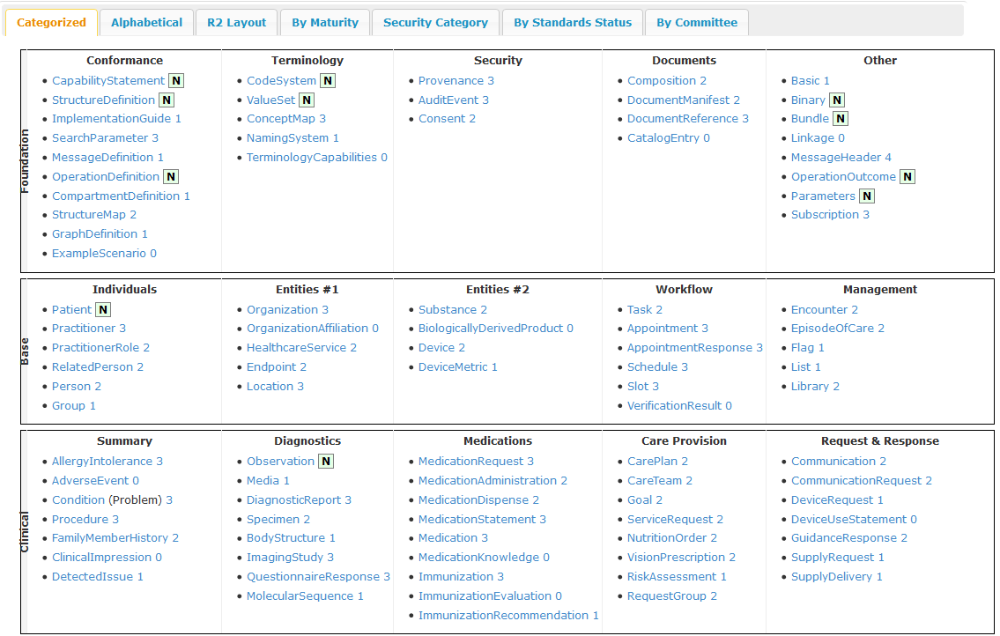 Categorized
Alphabetical
R2 Layout
By Maturity
Security Category
By Standards Status
By Committee
Foundation
Conformance
CapabilityStatement N
StructureDefinition N
ImplementationGuide 1
SearchParameter 3
MessageDefinition 1
OperationDefinition N
CompartmentDefinition 1
StructureMap 2
GraphDefinition 1
ExampleScenario 0
Terminology
CodeSystem N
ValueSet N
ConceptMap 3
NamingSystem 1
TerminologyCapabilities 0
Security
Provenance 3
AuditEvent 3
Consent 2
Documents
Composition 2
DocumentManifest 2
DocumentReference 3
CatalogEntry 0
Other
Basic 1
Binary N
Bundle N
Linkage 0
MessageHeader 4
OperationOutcome N
Parameters N
Subscription 3
Base
Individuals
Patient N
Practitioner 3
PractitionerRole 2
RelatedPerson 2
Person 2
Group 1
Entities #1
Organization 3
OrganizationAffiliation 0
HealthcareService 2
Endpoint 2
Location 3
Entities #2
Substance 2
BiologicallyDerivedProduct 0
Device 2
DeviceMetric 1
Workflow
Task 2
Appointment 3
AppointmentResponse 3
Schedule 3
Slot 3
VerificationResult 0
Management
Encounter 2
EpisodeOfCare 2
Flag 1
List 1
Library 2
Clinical
Summary
AllergyIntolerance 3
AdverseEvent 0
Condition (Problem) 3
Procedure 3
FamilyMemberHistory 2
ClinicalImpression 0
DetectedIssue 1
Diagnostics
Observation N
Media 1
DiagnosticReport 3
Specimen 2
BodyStructure 1
ImagingStudy 3
QuestionnaireResponse 3
MolecularSequence 1
Medications
MedicationRequest 3
MedicationAdministration 2
MedicationDispense 2
MedicationStatement 3
Medication 3
MedicationKnowledge 0
Immunization 3
ImmunizationEvaluation 0
ImmunizationRecommendation 1
Care Provision
CarePlan 2
CareTeam 2
Goal 2
ServiceRequest 2
NutritionOrder 2
VisionPrescription 2
RiskAssessment 1
RequestGroup 2
Request & Response
Communication 2
CommunicationRequest 2
DeviceRequest 1
DeviceUseStatement 0
GuidanceResponse 2
SupplyRequest 1
SupplyDelivery 1